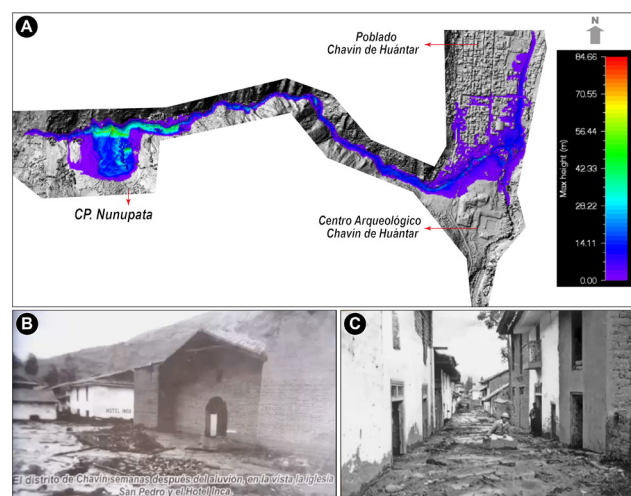 A
Poblado
Chavín de Huántar
CP. Nunupata
Centro Arqueológico
Chavin de Huántar
N
Max height (m)
84.66
70.55
56.44
42.33
28.22
14.11
0.00
B
HOTEL INCA
El distrito de Chavín semanas después del aluvión, en la vista la iglesia
San Pedro y el Hotel Inca.
C